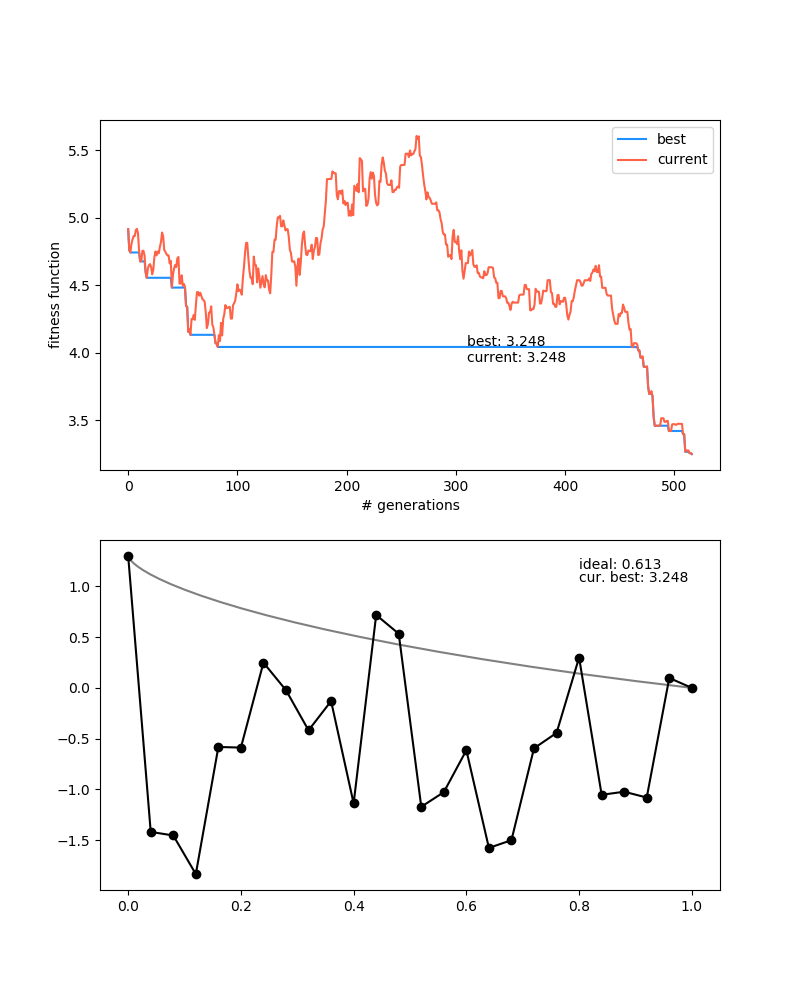 best
current
5.5
5.0
4.5
4.0
3.5
fitness function
best: 3.248
current: 3.248
0 100 200 300 400 500
# generations
ideal: 0.613
cur. best: 3.248
1.0
0.5
0.0
−0.5
−1.0
−1.5
0.0 0.2 0.4 0.6 0.8 1.0